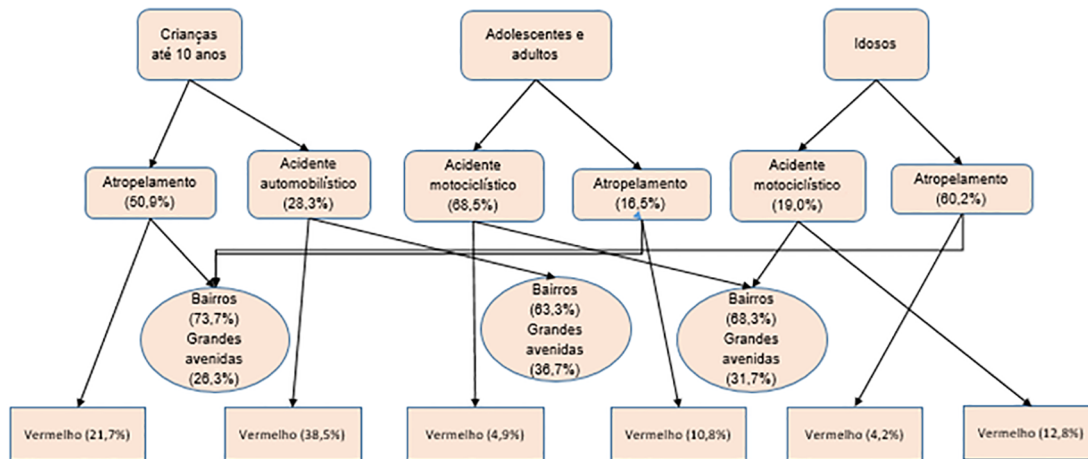 Crianças
até 10 anos
Adolescentes e
adultos
Idosos
Atropelamento
(50,9%)
Acidente
automobilístico
(28,3%)
Acidente
motociclístico
(68,5%)
Atropelamento
(16,5%)
Acidente
motociclístico
(19,0%)
Atropelamento
(60,2%)
Bairros
(73,7%)
Grandes
avenidas
(26,3%)
Bairros
(63,3%)
Grandes
avenidas
(36,7%)
Bairros
(68,3%)
Grandes
avenidas
(31,7%)
Vermelho (21,7%)
Vermelho (38,5%)
Vermelho (4,9%)
Vermelho (10,8%)
Vermelho (4,2%)
Vermelho (12,8%)